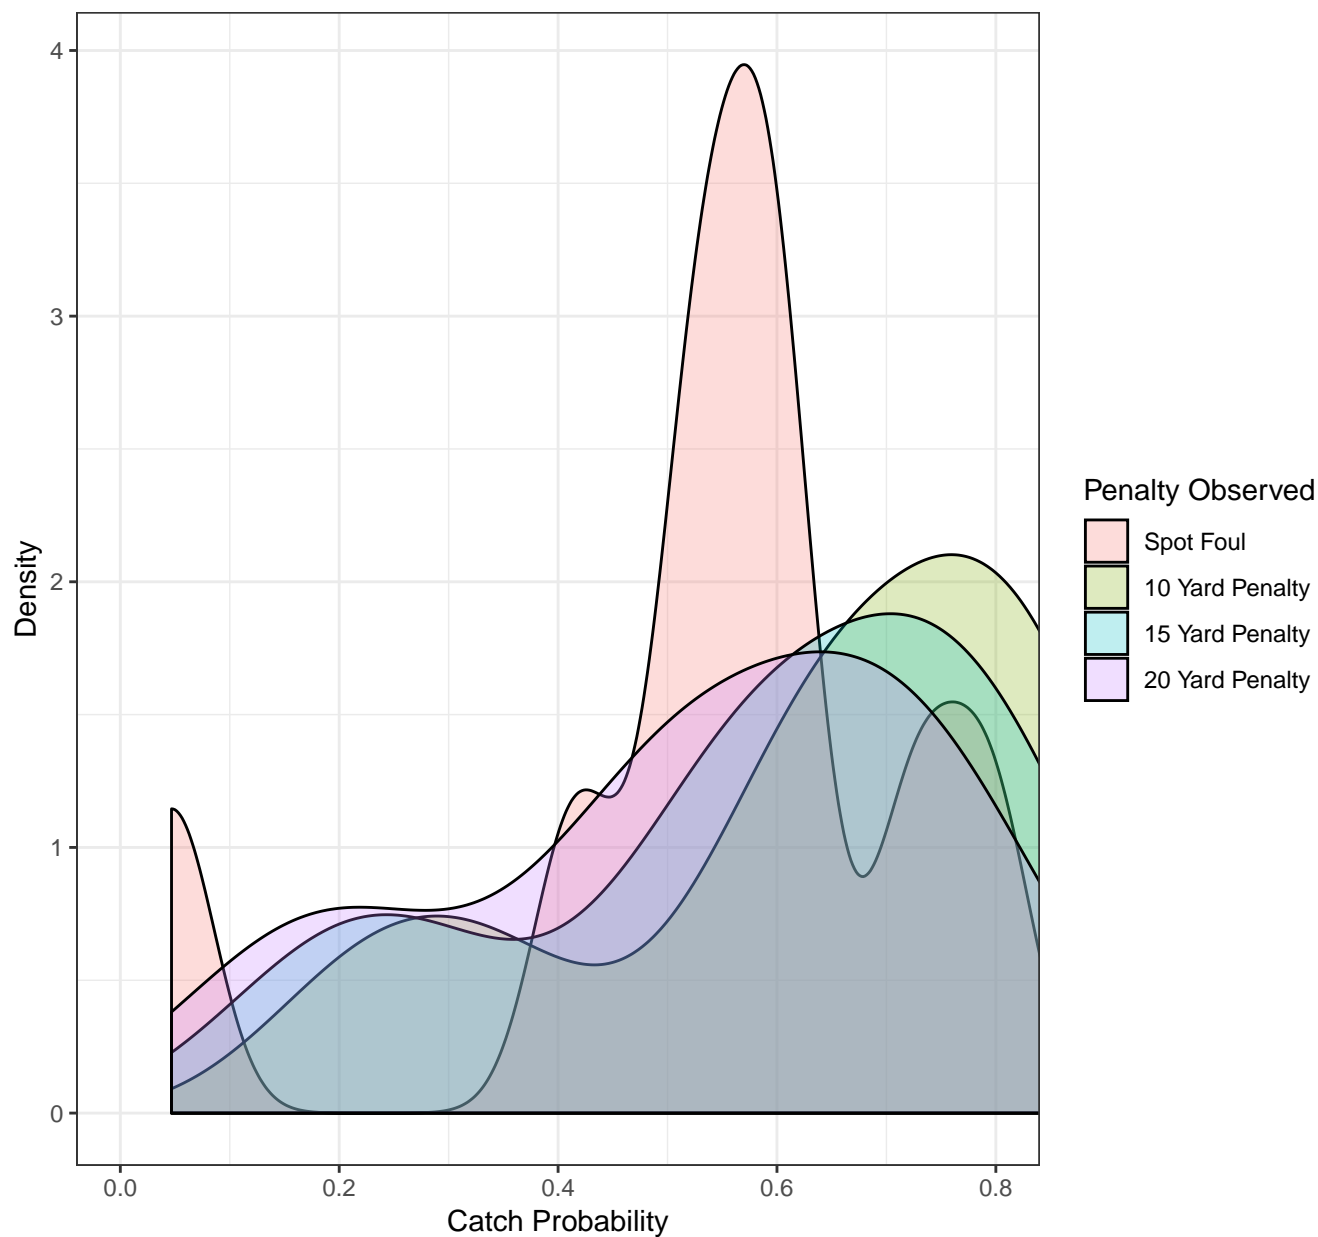 4
3
2
1
0
Density
0.0 0.2 0.4 0.6 0.8
Catch Probability
Penalty Observed
Spot Foul
10 Yard Penalty
15 Yard Penalty
20 Yard Penalty